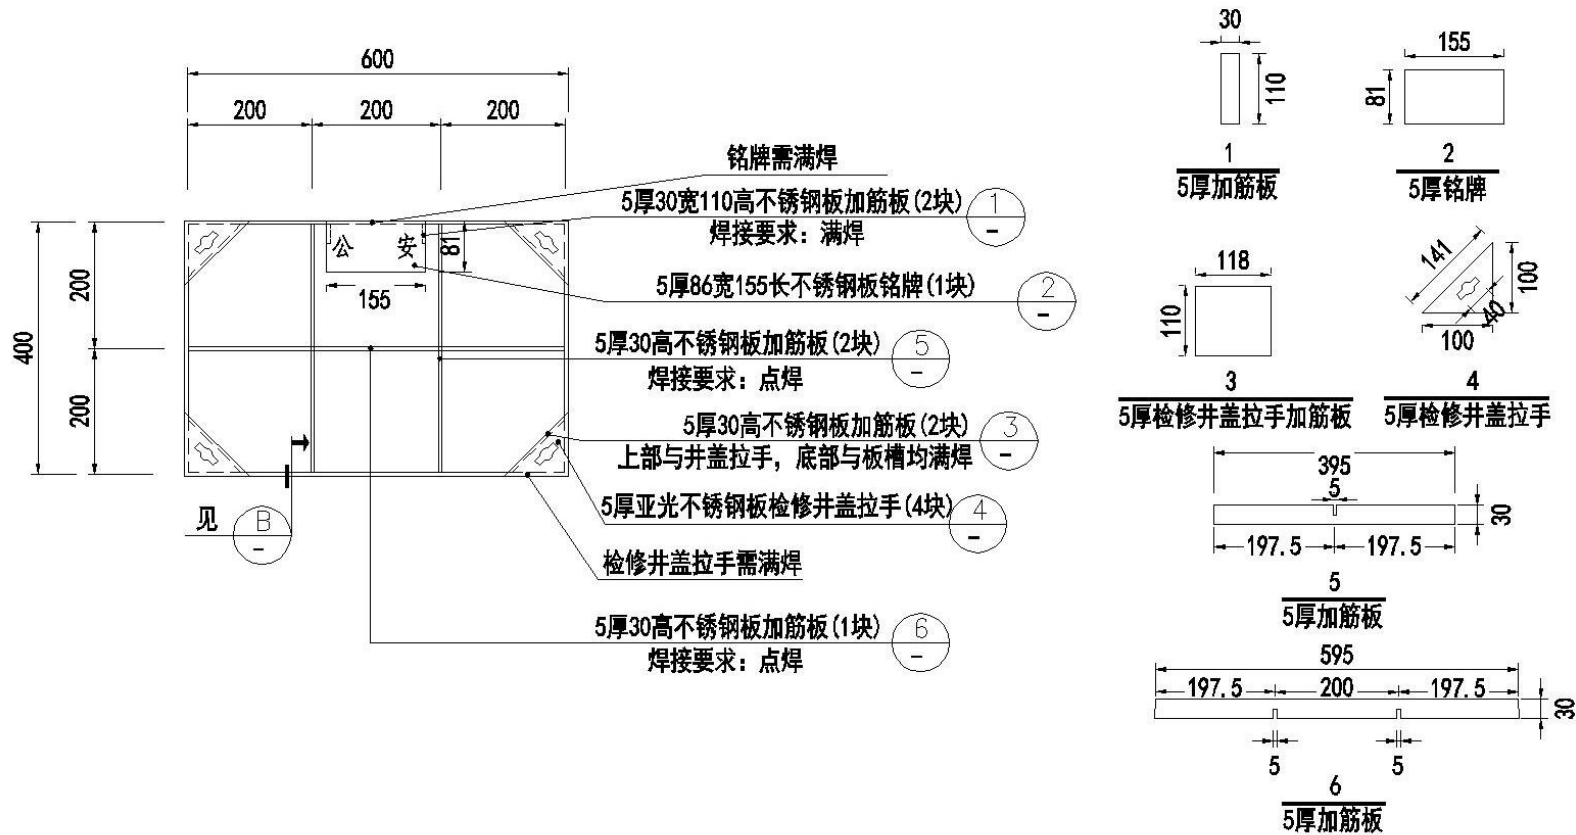 600
200
200
200
400
200
200
公
安
81
155
铭牌需满焊
5厚30宽110高不锈钢板加筋板(2块)
1
-
焊接要求：满焊
5厚86宽155长不锈钢板铭牌(1块)
2
-
5厚30高不锈钢板加筋板(2块)
5
-
焊接要求：点焊
5厚30高不锈钢板加筋板(2块)
3
-
上部与井盖拉手，底部与板槽均满焊
5厚亚光不锈钢板检修井盖拉手(4块)
4
-
见
B
-
检修井盖拉手需满焊
5厚30高不锈钢板加筋板(1块)
6
-
焊接要求：点焊
30
110
1
5厚加筋板
155
81
2
5厚铭牌
118
110
3
5厚检修井盖拉手加筋板
141
100
40
100
4
5厚检修井盖拉手
395
5
30
197.5
197.5
5
5厚加筋板
595
197.5
200
197.5
30
5
5
6
5厚加筋板